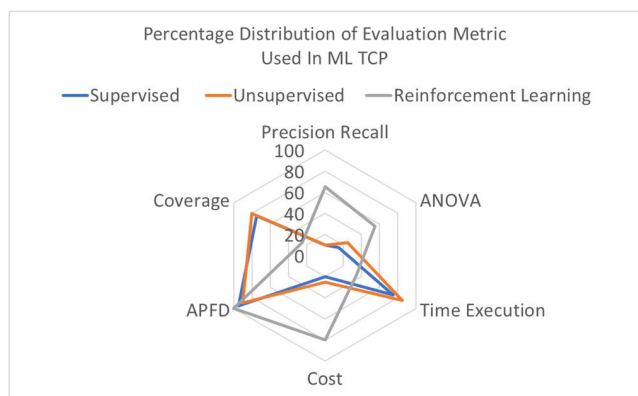 Percentage Distribution of Evaluation Metric
Used In ML TCP
Supervised
Unsupervised
Reinforcement Learning
Precision Recall
100
80
60
40
20
0
Coverage
ANOVA
APFD
Time Execution
Cost